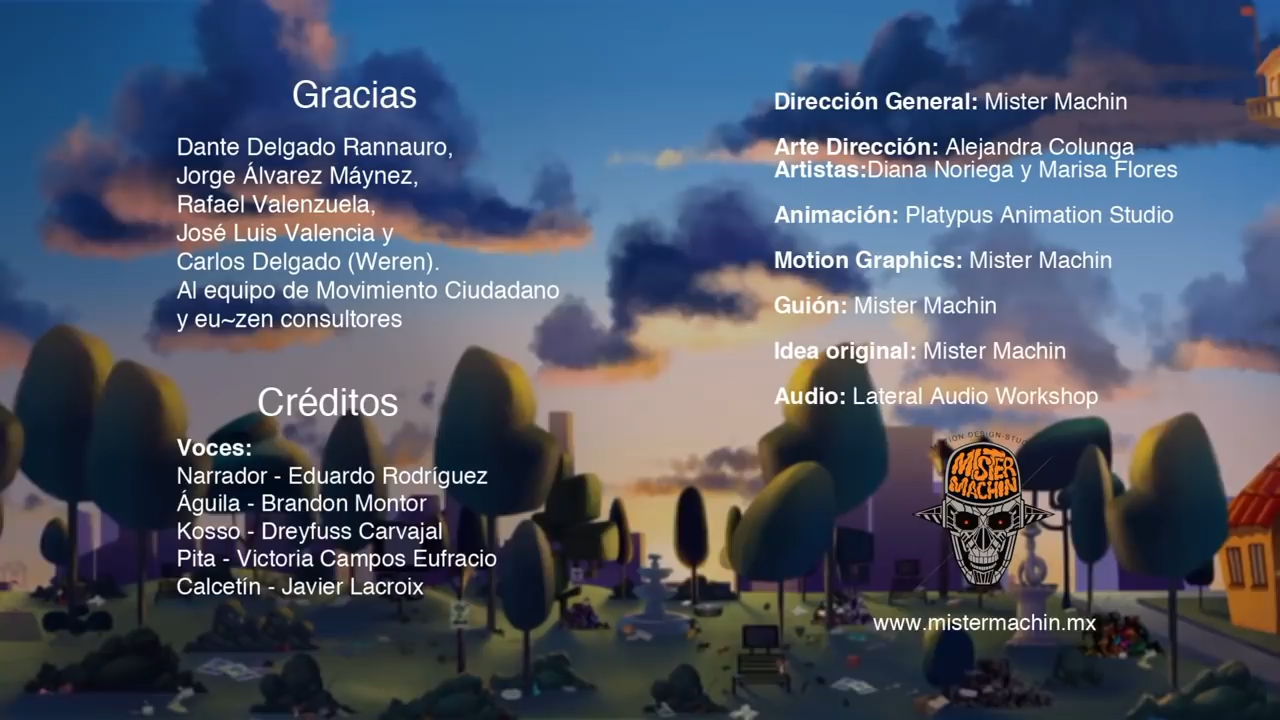 Gracias
Dante Delgado Rannauro,
Jorge Álvarez Máynez,
Rafael Valenzuela,
José Luis Valencia y
Carlos Delgado (Weren).
Al equipo de Movimiento Ciudadano
y eu~zen consultores
Créditos
Voces:
Narrador - Eduardo Rodríguez
Águila - Brandon Montor
Kosso - Dreyfuss Carvajal
Pita - Victoria Campos Eufracio
Calcetín - Javier Lacroix
Dirección General: Mister Machin
Arte Dirección: Alejandra Colunga
Artistas:Diana Noriega y Marisa Flores
Animación: Platypus Animation Studio
Motion Graphics: Mister Machin
Guión: Mister Machin
Idea original: Mister Machin
Audio: Lateral Audio Workshop
MISTER
MACHIN
www.mistermachin.mx